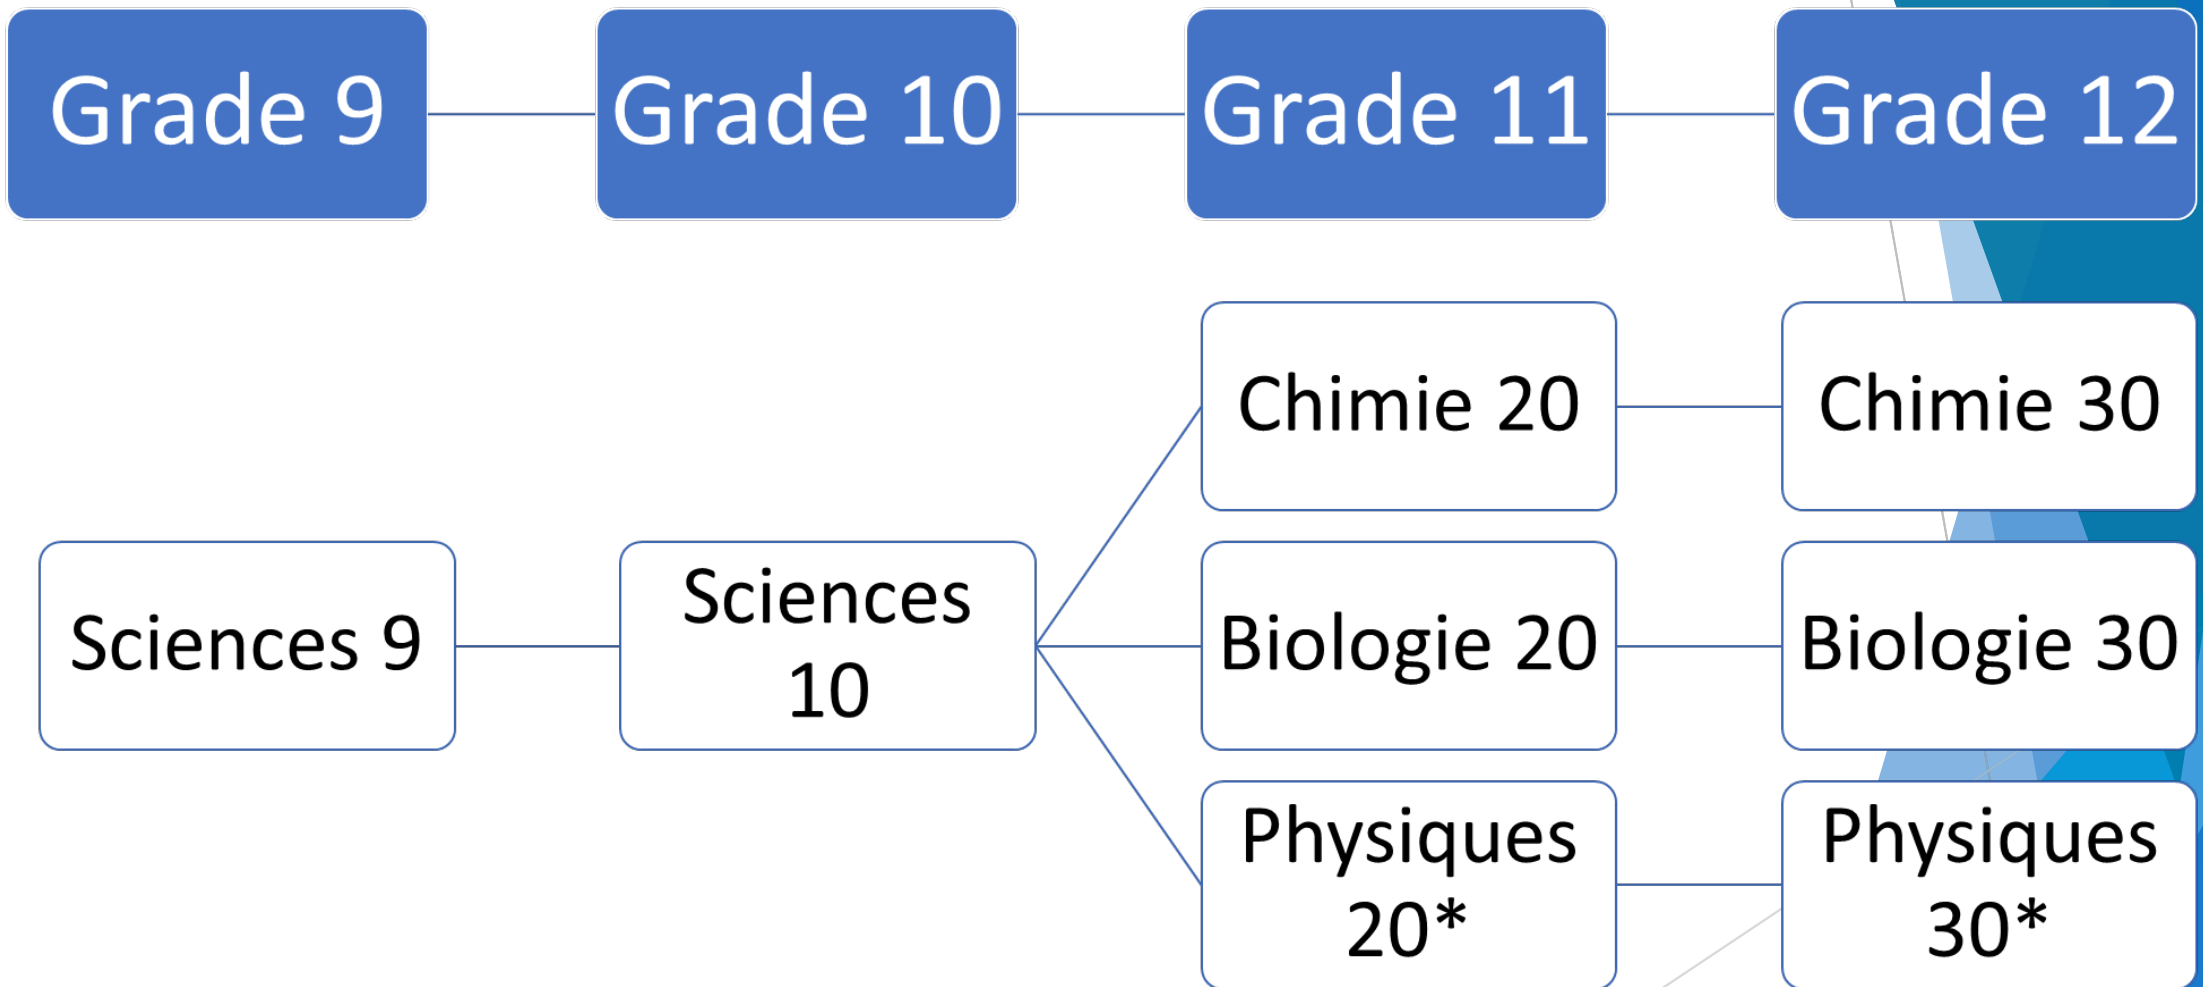 Grade 9
Grade 10
Grade 11
Grade 12
Chimie 20
Chimie 30
Sciences 9
Sciences
10
Biologie 20
Biologie 30
Physiques
20*
Physiques
30*